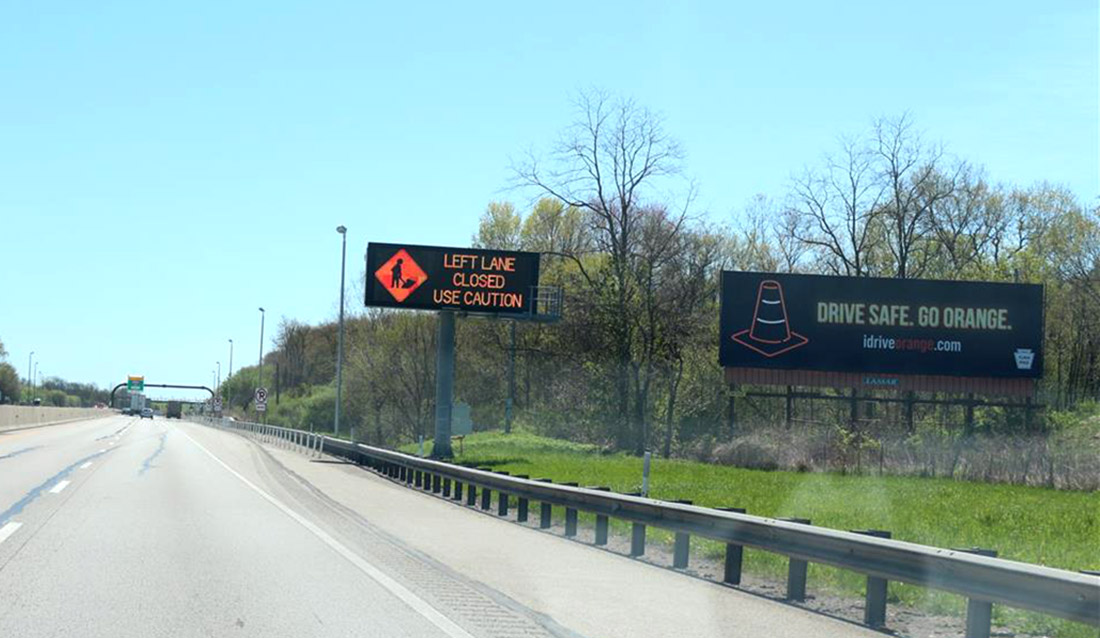 LEFT LANE
CLOSED
USE CAUTION
DRIVE SAFE. GO ORANGE.
idriveorange.com
LAMAR